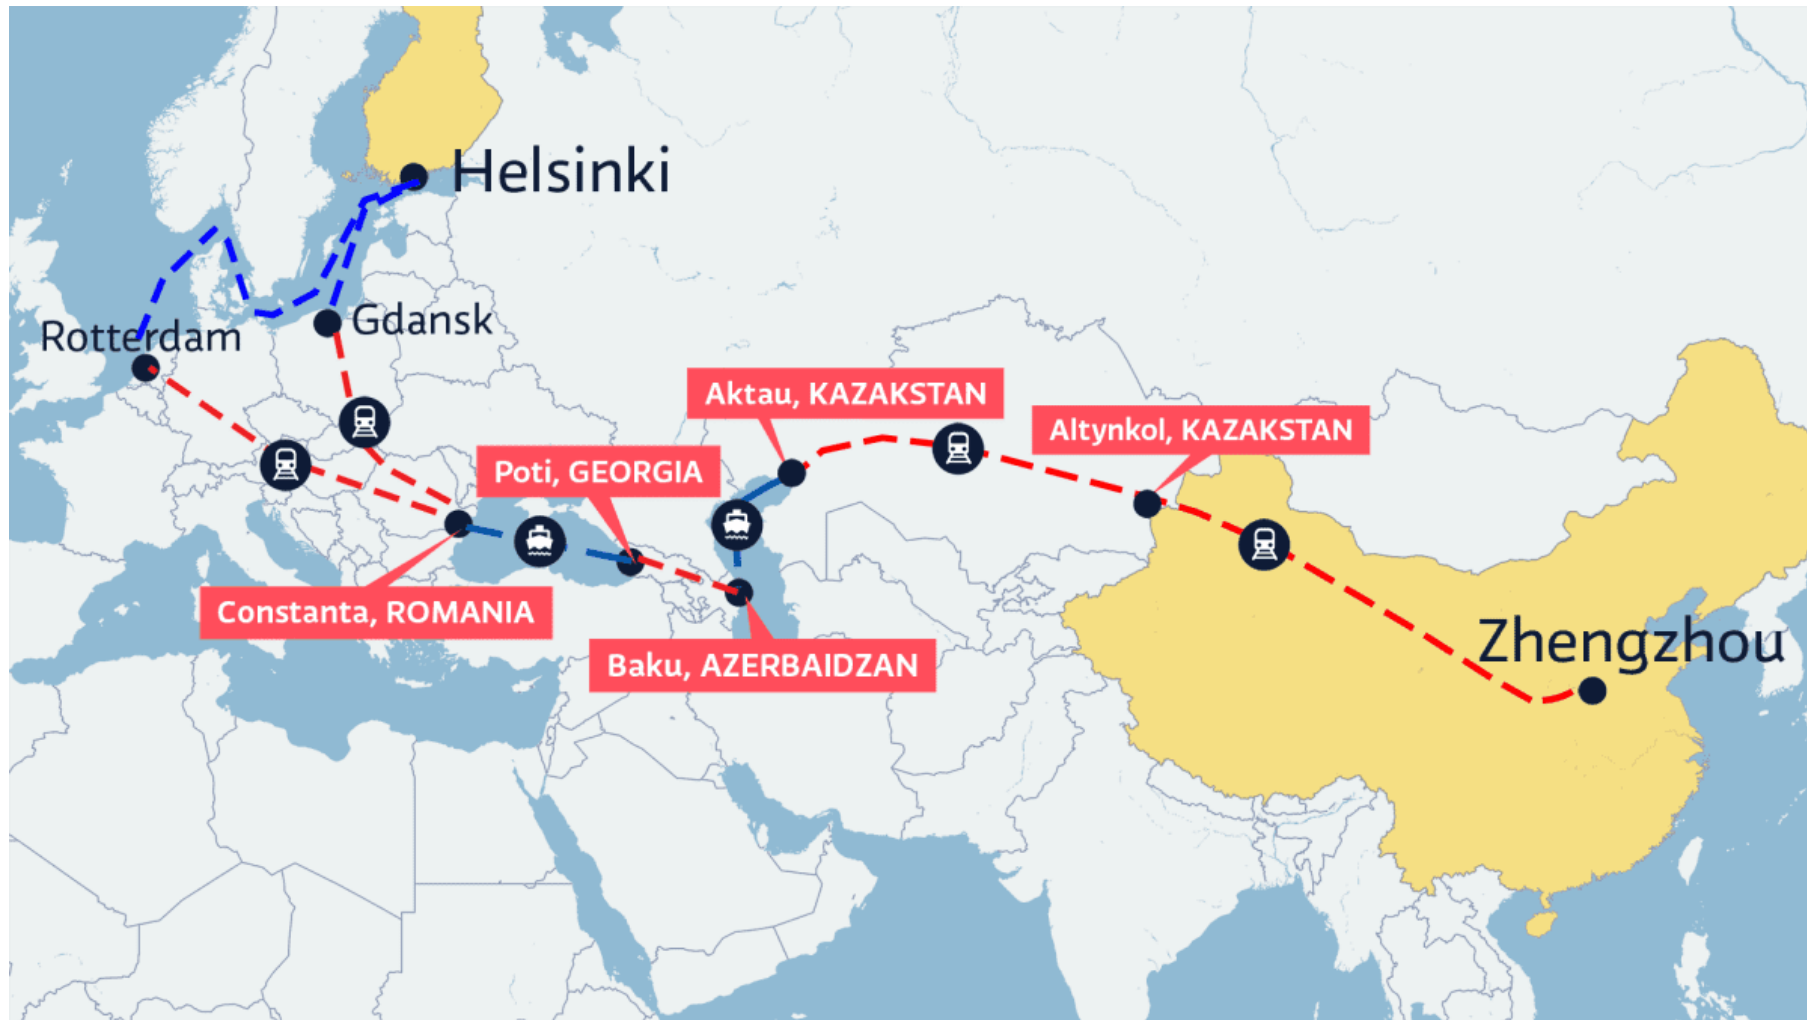 Helsinki
Gdansk
Rotterdam
Aktau, KAZAKSTAN
Altynkol, KAZAKSTAN
Poti, GEORGIA
Constanta, ROMANIA
Baku, AZERBAIDZAN
Zhengzhou